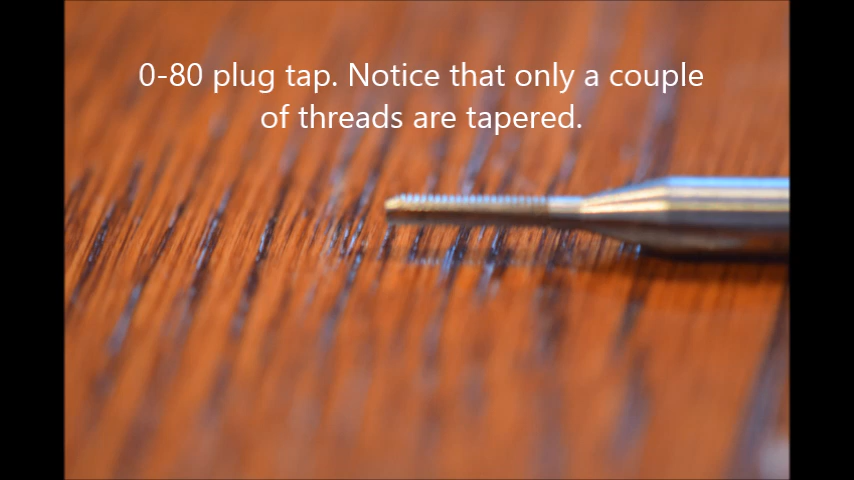 0-80 plug tap. Notice that only a couple
of threads are tapered.